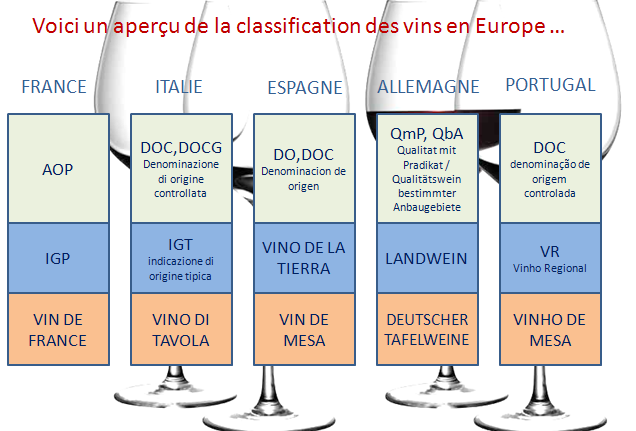 Voici un aperçu de la classification des vins en Europe ...
FRANCE
AOP
IGP
VIN DE
FRANCE
ITALIE
DOC,DOCG
Denominazione
di origine
controllata
IGT
indicazione di
origine tipica
VINO DI
TAVOLA
ESPAGNE
DO,DOC
Denominacion de
origen
VINO DE LA
TIERRA
VIN DE
MESA
ALLEMAGNE
QmP, QbA
Qualitat mit
Pradikat /
Qualitätswein
bestimmter
Anbaugebiete
LANDWEIN
DEUTSCHER
TAFELWEINE
PORTUGAL
DOC
denominação de
origem
controlada
VR
Vinho Regional
VINHO DE
MESA